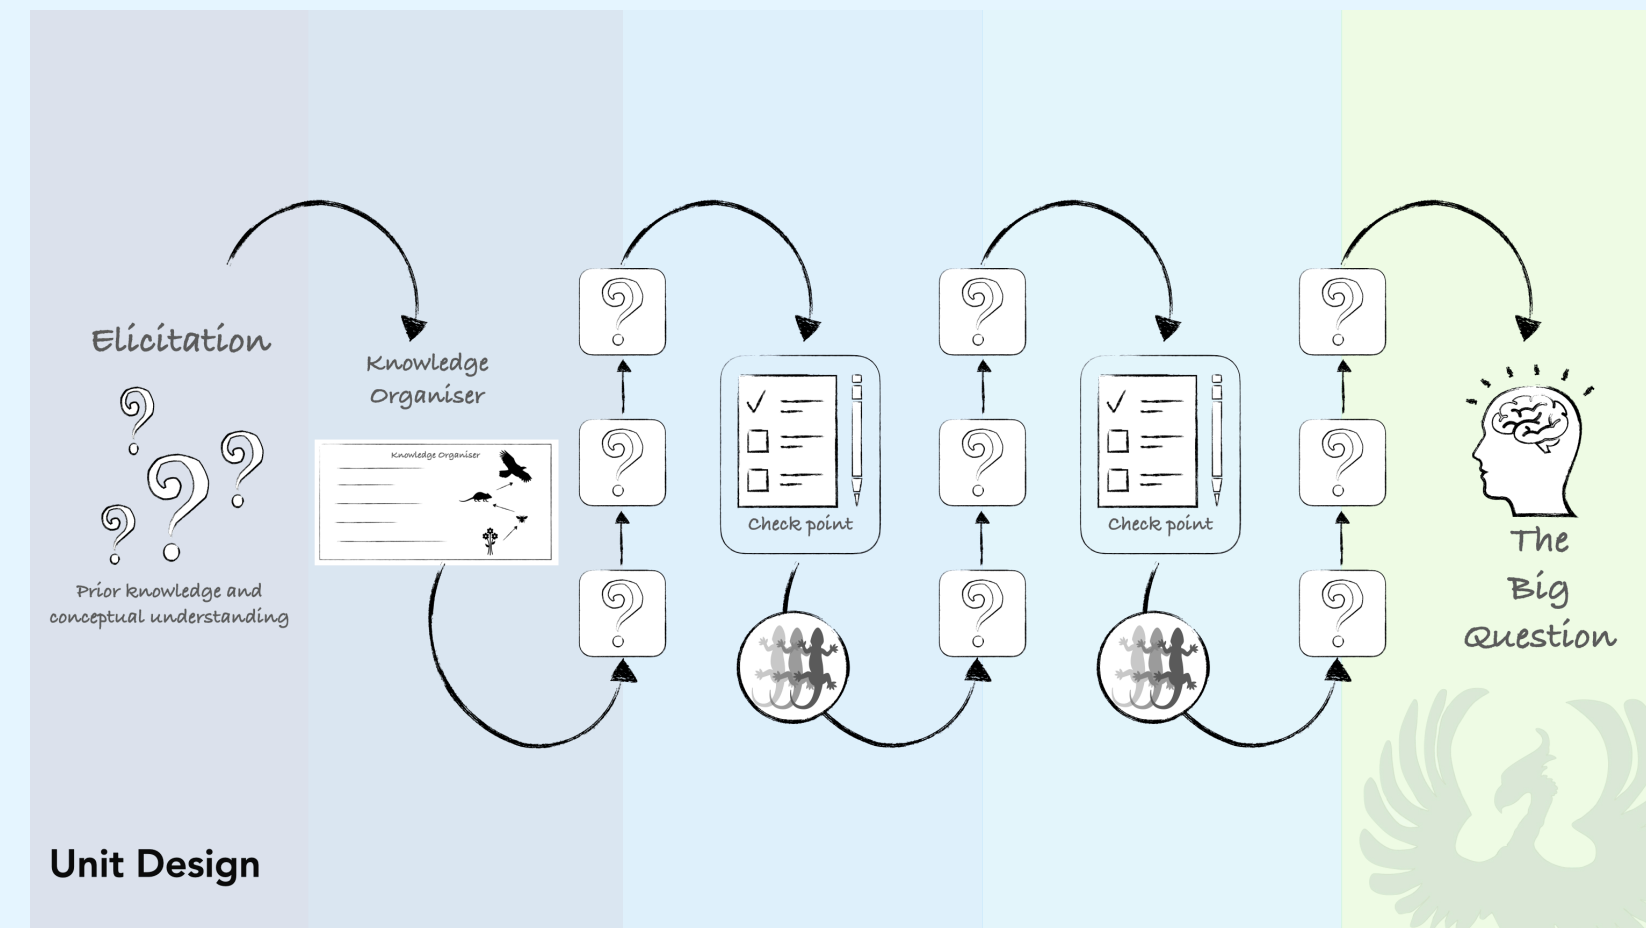 Elicitation
Prior knowledge and
conceptual understanding
Knowledge
Organiser
Knowledge Organiser
Check point
Check point
The
Big
Question
Unit Design